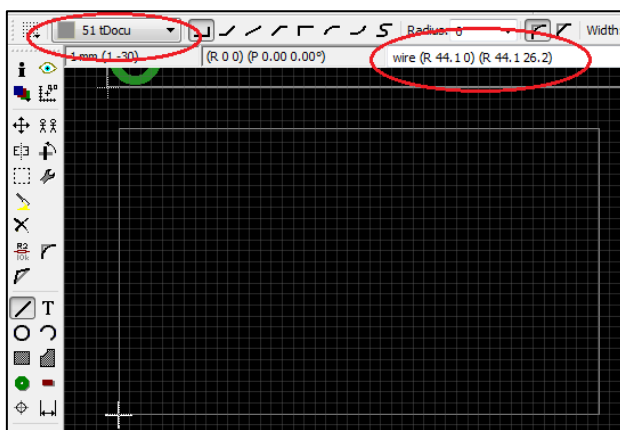 51 tDocu Radius: 0 Width:
1 mm (1 -30) (R 0 0) (P 0.00 0.00°) wire (R 44.1 0) (R 44.1 26.2)
R2
10k
T